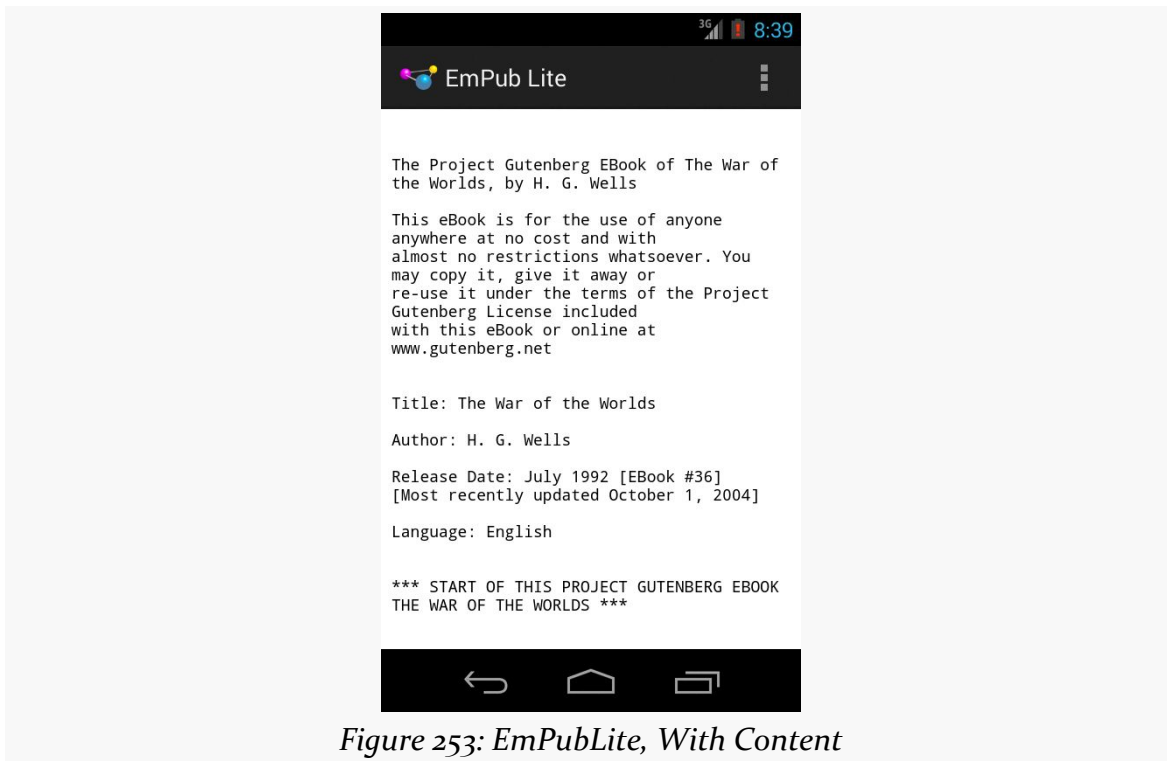 3G 8:39
EmPub Lite
The Project Gutenberg EBook of The War of
the Worlds, by H. G. Wells
This eBook is for the use of anyone
anywhere at no cost and with
almost no restrictions whatsoever. You
may copy it, give it away or
re-use it under the terms of the Project
Gutenberg License included
with this eBook or online at
www.gutenberg.net
Title: The War of the Worlds
Author: H. G. Wells
Release Date: July 1992 [EBook #36]
[Most recently updated October 1, 2004]
Language: English
*** START OF THIS PROJECT GUTENBERG EBOOK
THE WAR OF THE WORLDS ***
Figure 253: EmPubLite, With Content